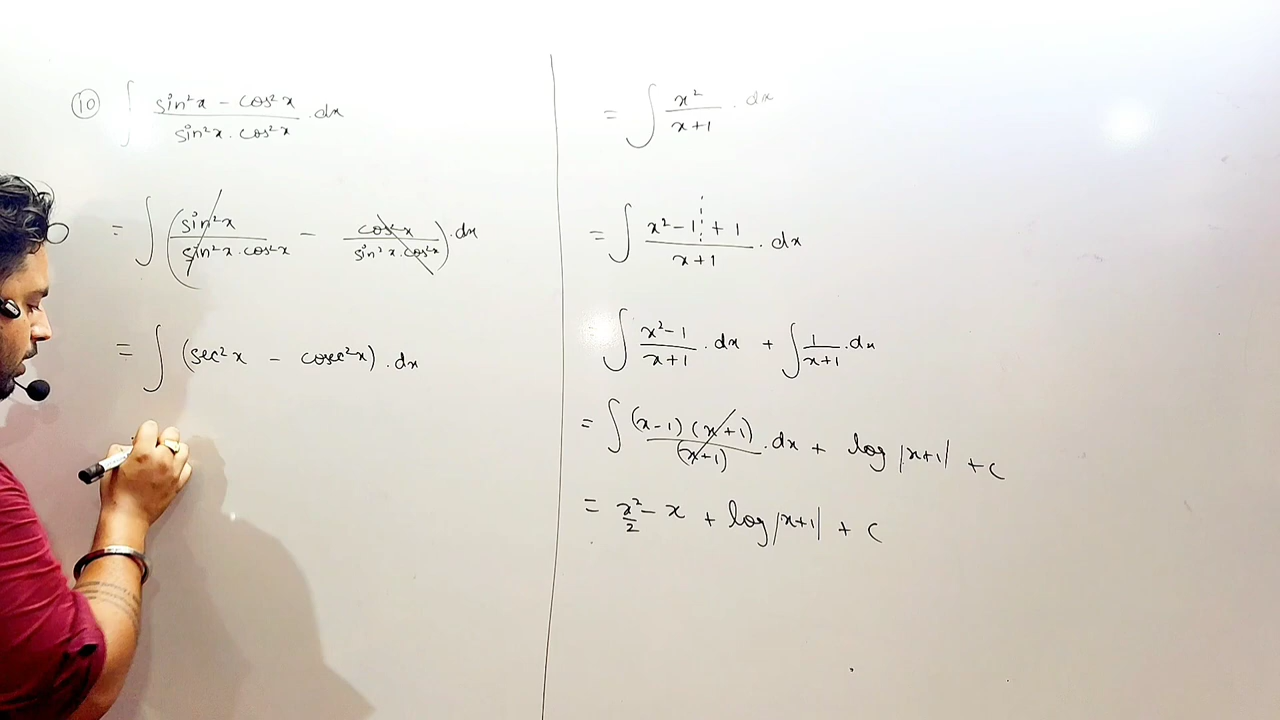 ⑩ ∫ sin²x - cos²x / sin²x . cos²x . dx
= ∫ ( sin²x / sin²x . cos²x - cos²x / sin²x . cos²x ) . dx
= ∫ (sec²x - cosec²x) . dx
= ∫ x² / x+1 . dx
= ∫ x² - 1 + 1 / x+1 . dx
= ∫ x² - 1 / x+1 . dx + ∫ 1 / x+1 . dx
= ∫ (x-1) (x+1) / (x+1) . dx + log |x+1| + c
= x²/2 - x + log |x+1| + c